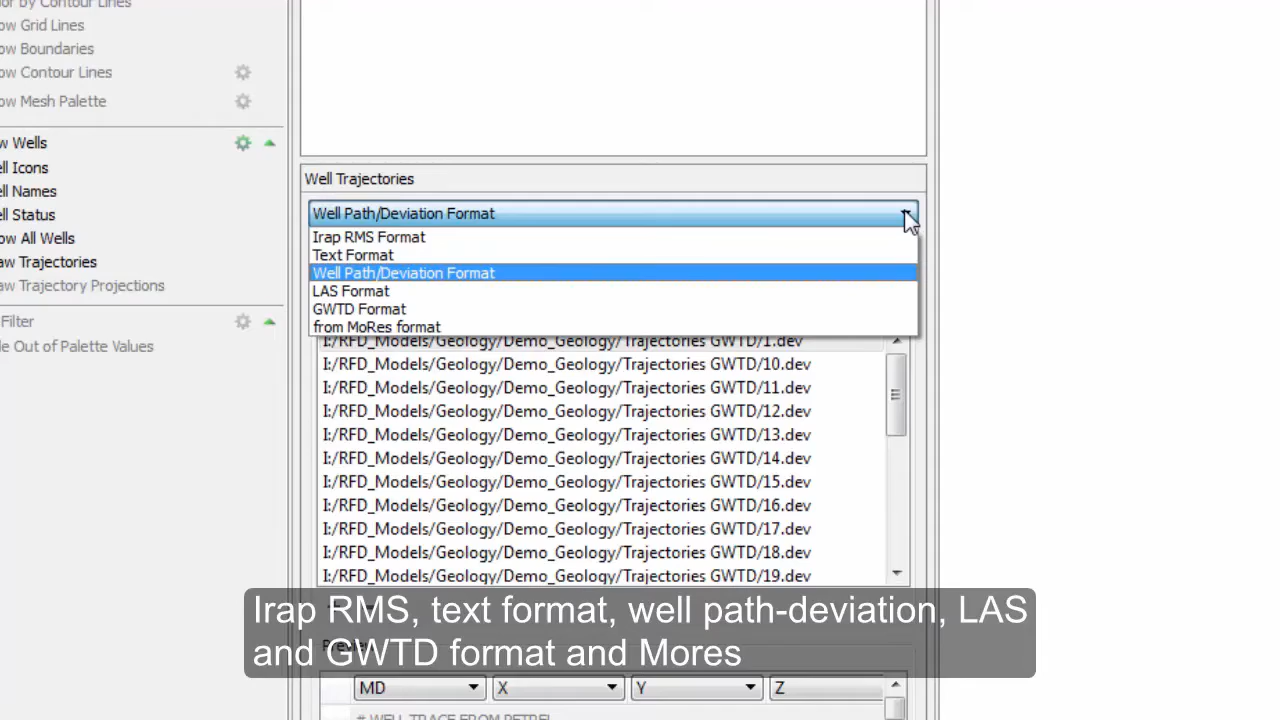 or by Contour Lines
ow Grid Lines
ow Boundaries
ow Contour Lines
ow Mesh Palette
w Wells
ell Icons
ell Names
ell Status
ow All Wells
aw Trajectories
aw Trajectory Projections
Filter
e Out of Palette Values
Well Trajectories
Well Path/Deviation Format
Irap RMS Format
Text Format
Well Path/Deviation Format
LAS Format
GWTD Format
from MoRes format
I:/RFD_Models/Geology/Demo_Geology/Trajectories GWTD/1.dev
I:/RFD_Models/Geology/Demo_Geology/Trajectories GWTD/10.dev
I:/RFD_Models/Geology/Demo_Geology/Trajectories GWTD/11.dev
I:/RFD_Models/Geology/Demo_Geology/Trajectories GWTD/12.dev
I:/RFD_Models/Geology/Demo_Geology/Trajectories GWTD/13.dev
I:/RFD_Models/Geology/Demo_Geology/Trajectories GWTD/14.dev
I:/RFD_Models/Geology/Demo_Geology/Trajectories GWTD/15.dev
I:/RFD_Models/Geology/Demo_Geology/Trajectories GWTD/16.dev
I:/RFD_Models/Geology/Demo_Geology/Trajectories GWTD/17.dev
I:/RFD_Models/Geology/Demo_Geology/Trajectories GWTD/18.dev
I:/RFD_Models/Geology/Demo_Geology/Trajectories GWTD/19.dev
Irap RMS, text format, well path-deviation, LAS
and GWTD format and Mores
MD X Y Z
# WELL TRACE FROM PETREL